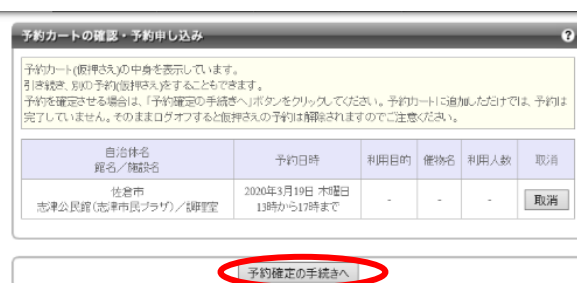 予約カートの確認・予約申し込み
?
予約カート(仮押さえ)の中身を表示しています。
引き続き、別の予約(仮押さえ)をすることもできます。
予約を確定させる場合は、「予約確定の手続きへ」ボタンをクリックしてください。予約カートに追加しただけでは、予約は
完了していません。そのままログオフすると仮押さえの予約は解除されますのでご注意ください。
自治体名
館名/施設名
予約日時
利用目的
催物名
利用人数
取消
佐倉市
志津公民館(志津市民プラザ)/調理室
2020年3月19日 木曜日
13時から17時まで
-
-
-
取消
予約確定の手続きへ